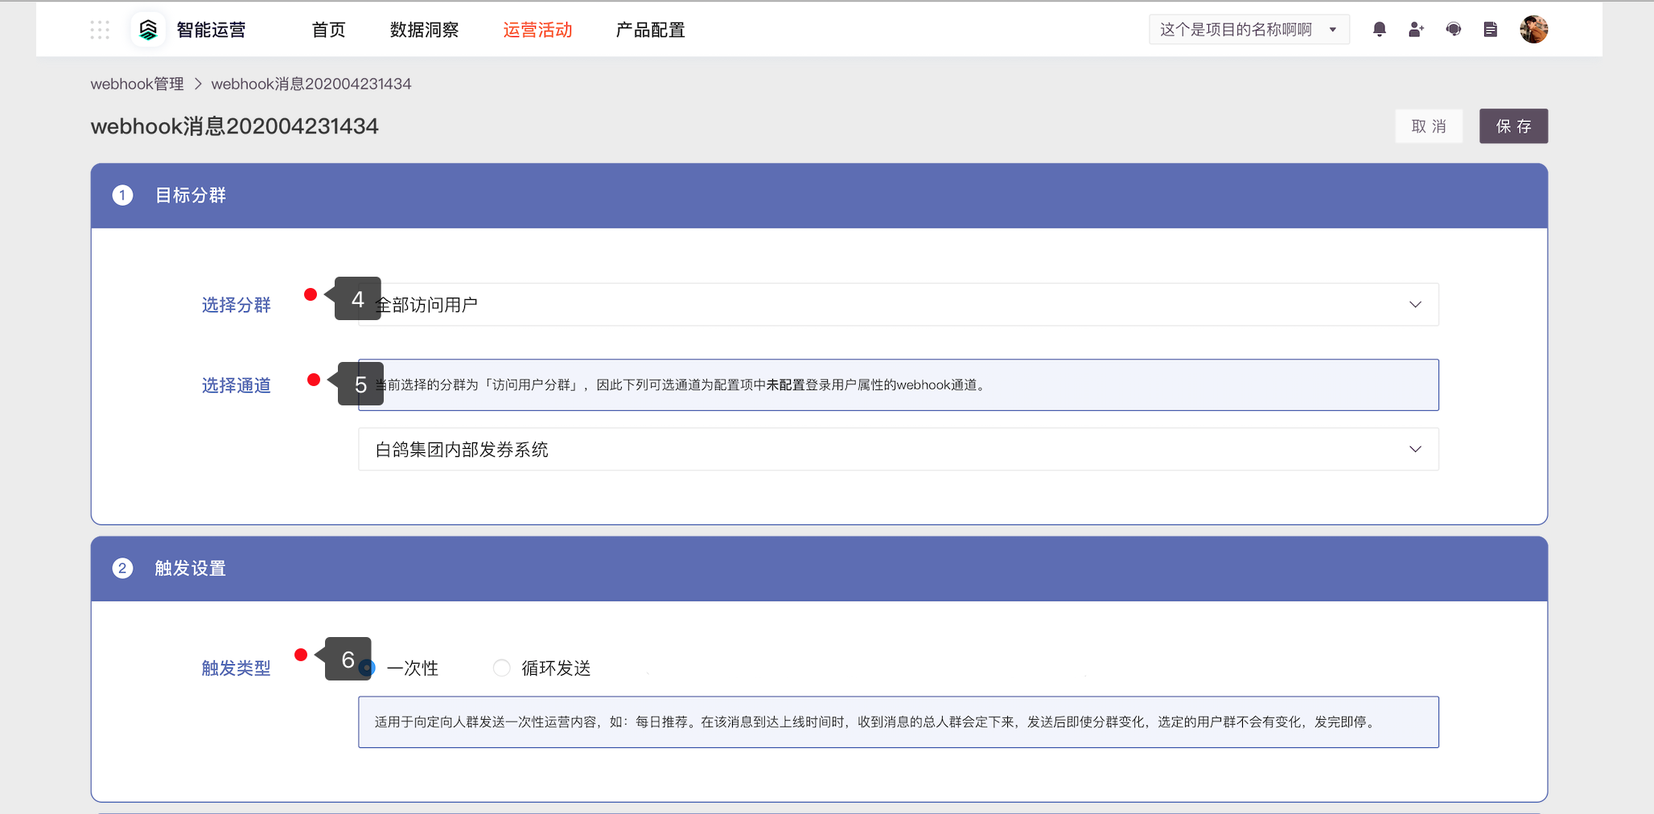 智能运营 首页 数据洞察 运营活动 产品配置 这个是项目的名称啊啊
webhook管理 > webhook消息202004231434
webhook消息202004231434 取 消 保 存
1 目标分群
选择分群 4 全部访问用户
选择通道 5 当前选择的分群为「访问用户分群」，因此下列可选通道为配置项中未配置登录用户属性的webhook通道。
白鸽集团内部发券系统
2 触发设置
触发类型 6 一次性 循环发送
适用于向定向人群发送一次性运营内容，如：每日推荐。在该消息到达上线时间时，收到消息的总人群会定下来，发送后即使分群变化，选定的用户群不会有变化，发完即停。